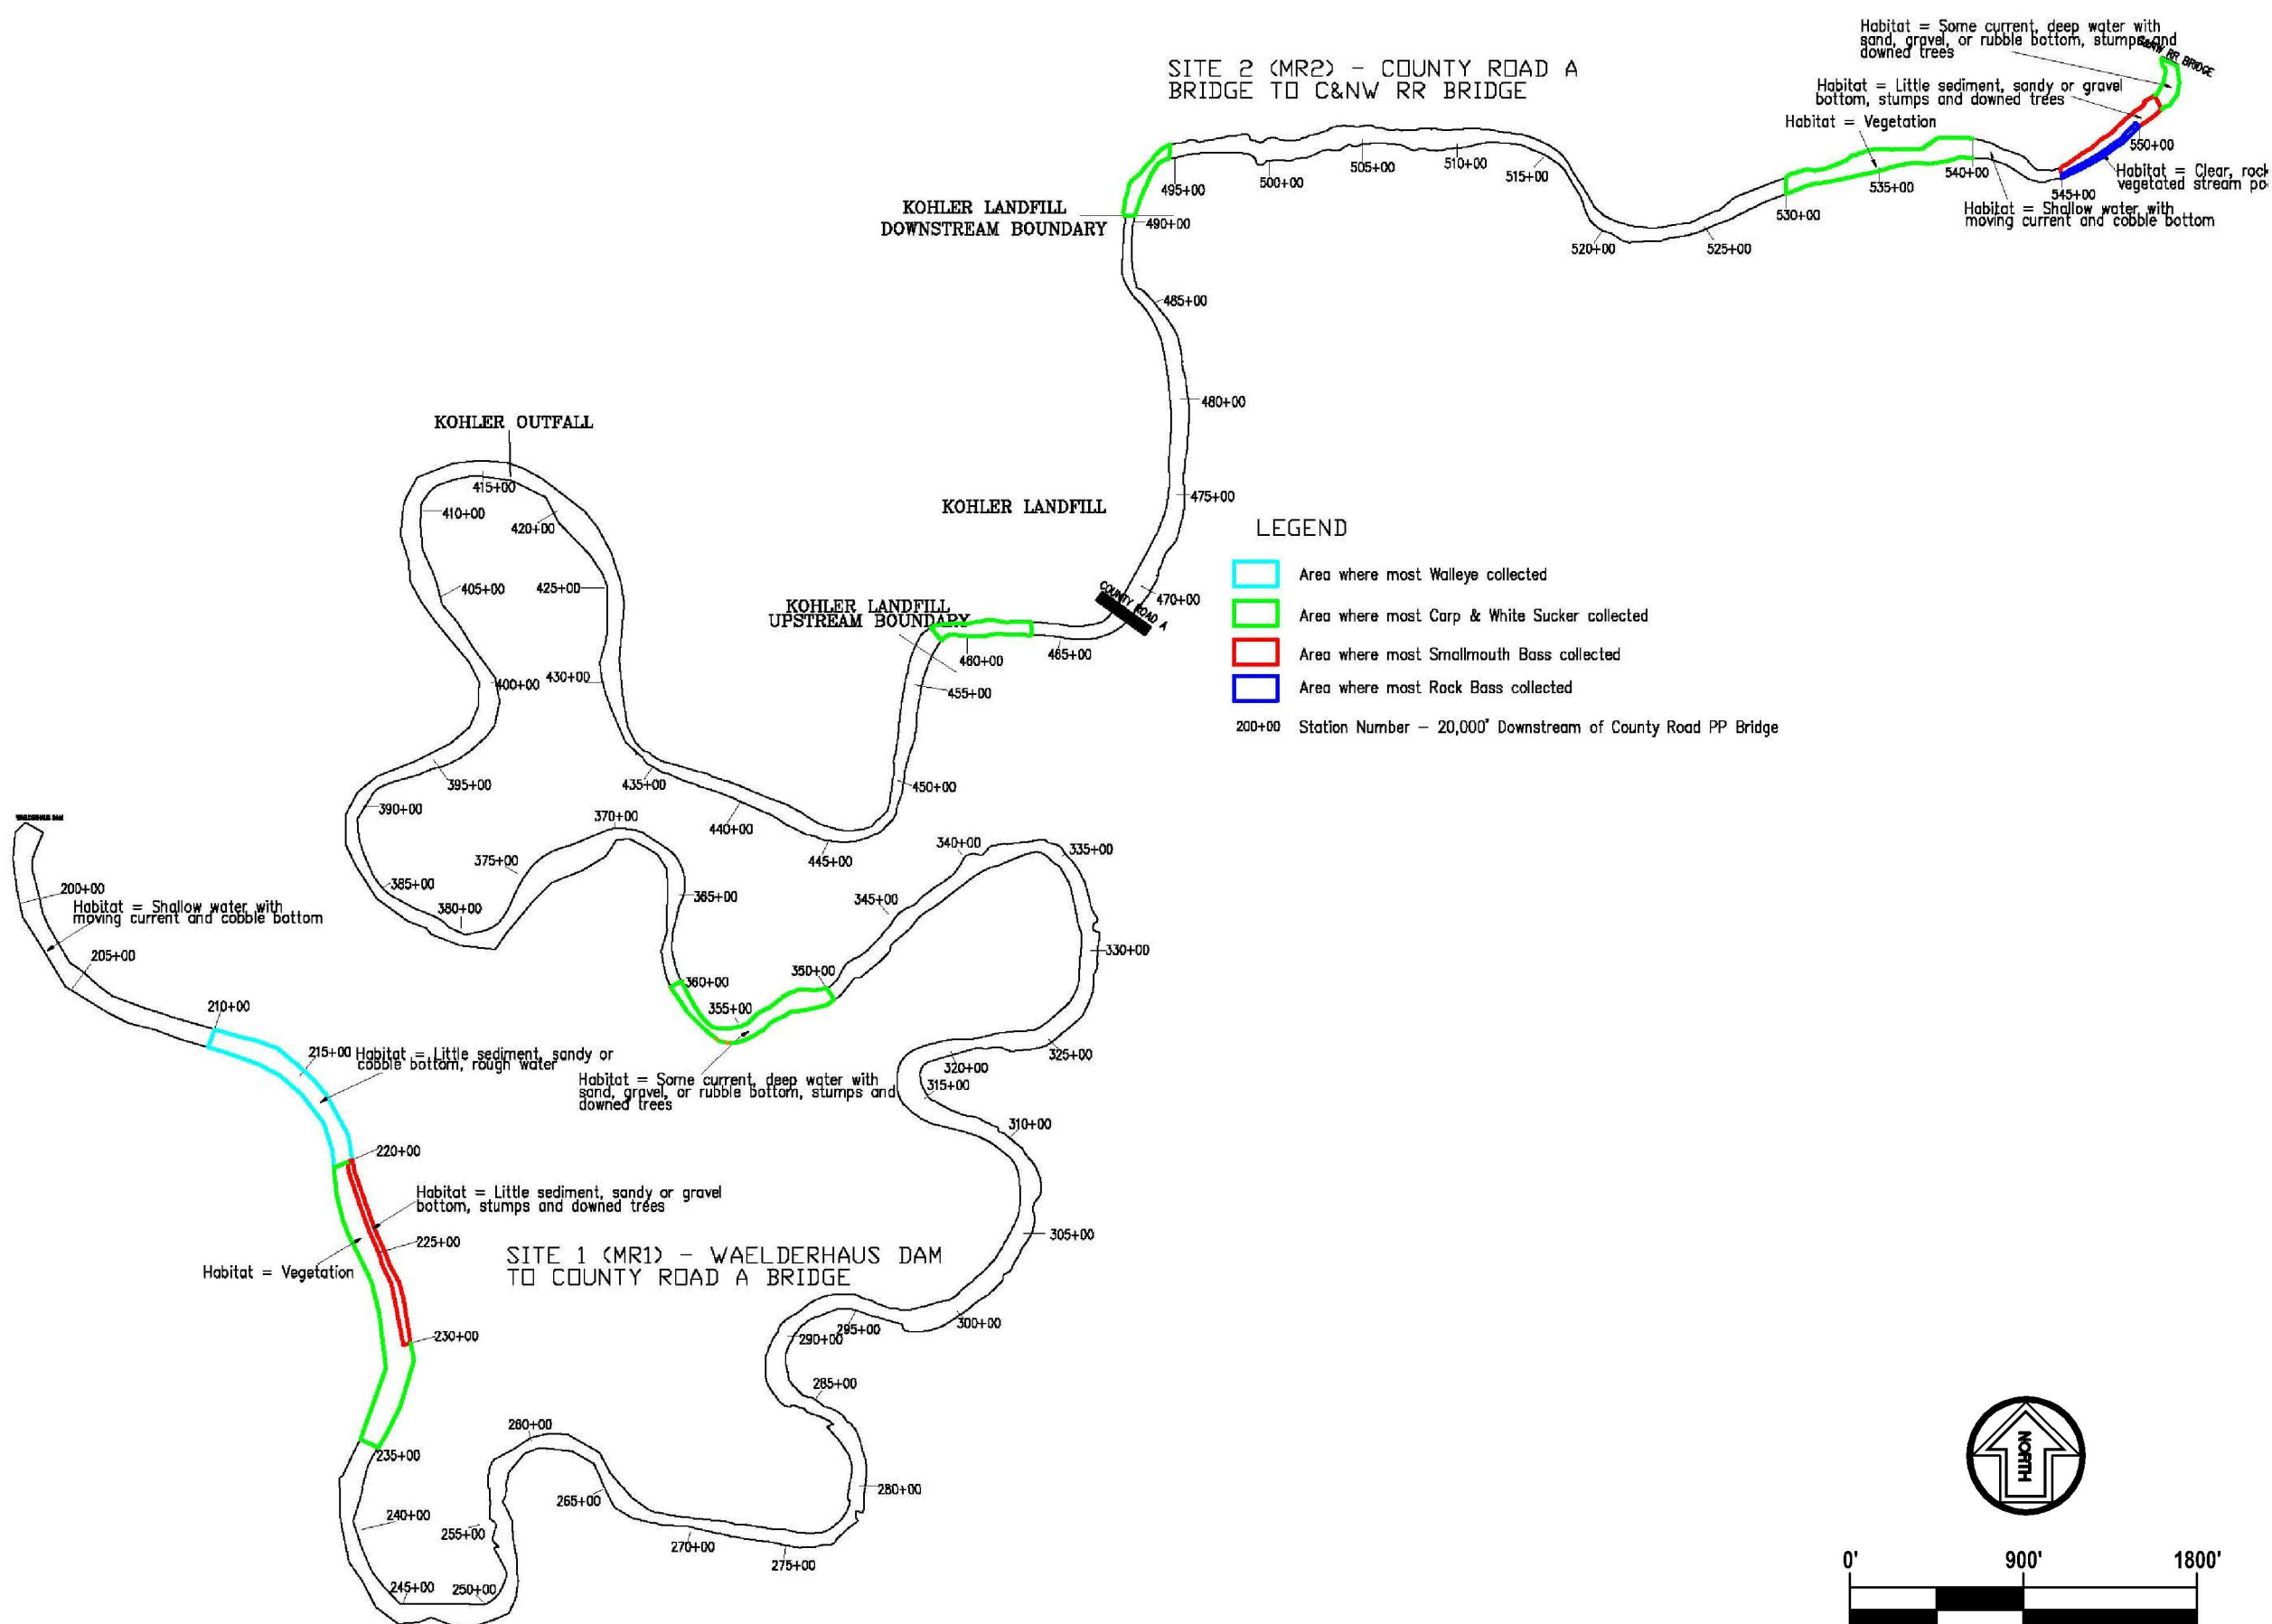 Habitat = Some current, deep water with
sand, gravel, or rubble bottom, stumps and
downed trees
C&NW RR BRIDGE
SITE 2 (MR2) - COUNTY ROAD A
BRIDGE TO C&NW RR BRIDGE
Habitat = Little sediment, sandy or gravel
bottom, stumps and downed trees
Habitat = Vegetation
550+00
Habitat = Clear, rock
vegetated stream po
545+00
540+00
535+00
530+00
Habitat = Shallow water with
moving current and cobble bottom
495+00
500+00
505+00
510+00
515+00
520+00
525+00
KOHLER LANDFILL
DOWNSTREAM BOUNDARY
490+00
485+00
480+00
475+00
KOHLER OUTFALL
415+00
410+00
420+00
405+00
425+00
400+00
430+00
KOHLER LANDFILL
KOHLER LANDFILL
UPSTREAM BOUNDARY
COUNTY ROAD A
470+00
465+00
460+00
455+00
450+00
LEGEND
Area where most Walleye collected
Area where most Carp & White Sucker collected
Area where most Smallmouth Bass collected
Area where most Rock Bass collected
200+00 Station Number - 20,000' Downstream of County Road PP Bridge
395+00
435+00
390+00
440+00
445+00
370+00
375+00
385+00
380+00
365+00
340+00
335+00
345+00
330+00
350+00
360+00
355+00
325+00
320+00
315+00
310+00
305+00
300+00
WAELDERHAUS DAM
200+00
Habitat = Shallow water with
moving current and cobble bottom
205+00
210+00
215+00
Habitat = Little sediment, sandy or
cobble bottom, rough water
Habitat = Some current, deep water with
sand, gravel, or rubble bottom, stumps and
downed trees
220+00
Habitat = Little sediment, sandy or gravel
bottom, stumps and downed trees
225+00
Habitat = Vegetation
SITE 1 (MR1) - WAELDERHAUS DAM
TO COUNTY ROAD A BRIDGE
230+00
295+00
290+00
285+00
280+00
235+00
260+00
265+00
240+00
255+00
270+00
275+00
245+00
250+00
NORTH
0' 900' 1800'